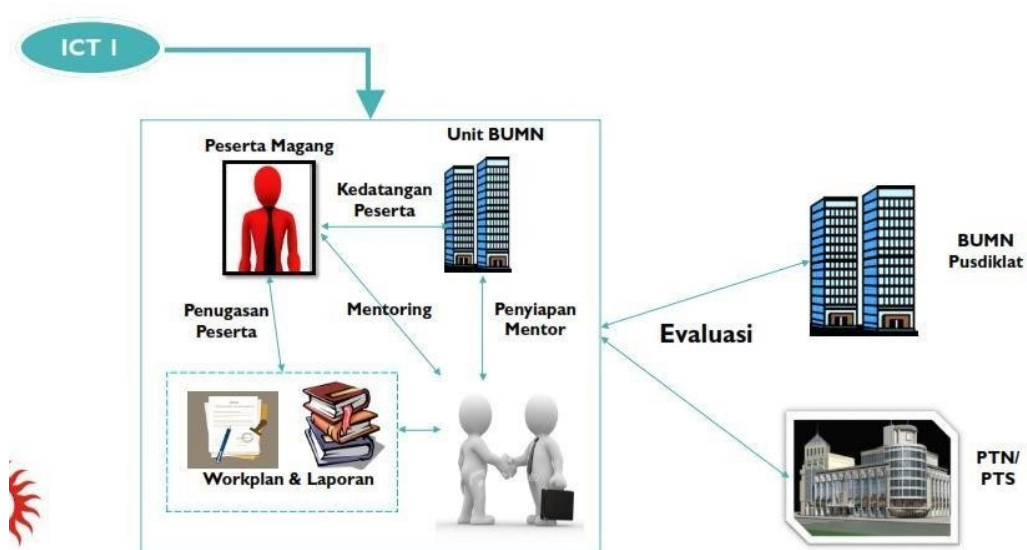 ICT I
Unit BUMN
Peserta Magang
Kedatangan
Peserta
BUMN
Pusdiklat
Penugasan
Peserta
Mentoring
Penyiapan
Mentor
Evaluasi
Workplan & Laporan
PTN/
PTS